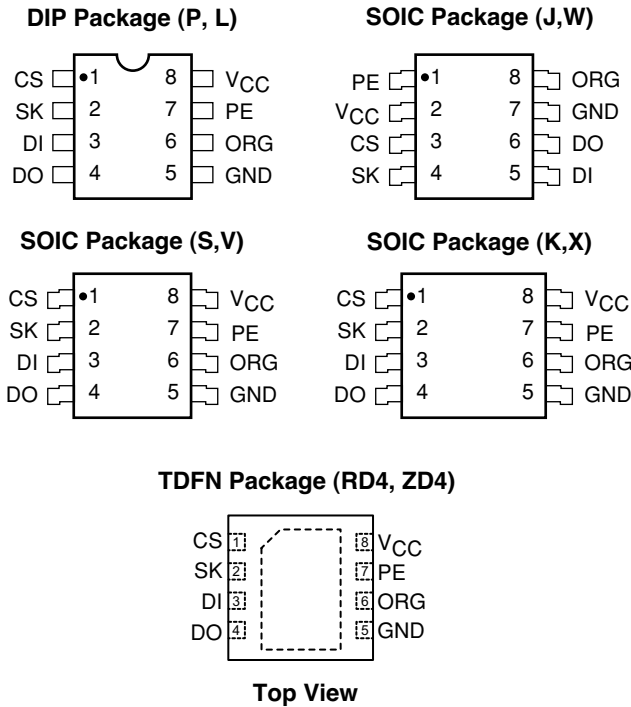 DIP Package (P, L)
CS 1 8 VCC
SK 2 7 PE
DI 3 6 ORG
DO 4 5 GND
SOIC Package (J,W)
PE 1 8 ORG
VCC 2 7 GND
CS 3 6 DO
SK 4 5 DI
SOIC Package (S,V)
CS 1 8 VCC
SK 2 7 PE
DI 3 6 ORG
DO 4 5 GND
SOIC Package (K,X)
CS 1 8 VCC
SK 2 7 PE
DI 3 6 ORG
DO 4 5 GND
TDFN Package (RD4, ZD4)
CS 1 8 VCC
SK 2 7 PE
DI 3 6 ORG
DO 4 5 GND
Top View